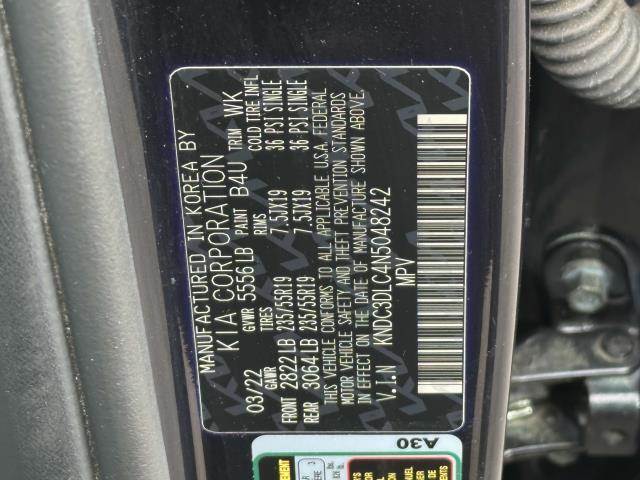 MANUFACTURED IN KOREA BY
KIA CORPORATION
03/22 GVWR 5556LB PAINT B4U TRIM WK
GAWR TIRES RIMS COLD TIRE INFL
FRONT 2822LB 235/55R19 7.5JX19 36 PSI SINGLE
REAR 3064LB 235/55R19 7.5JX19 36 PSI SINGLE
THIS VEHICLE CONFORMS TO ALL APPLICABLE U.S.A. FEDERAL
MOTOR VEHICLE SAFETY AND THEFT PREVENTION STANDARDS
IN EFFECT ON THE DATE OF MANUFACTURE SHOWN ABOVE.
V.I.N KNDC3DLC4N5048242
MPV
A30